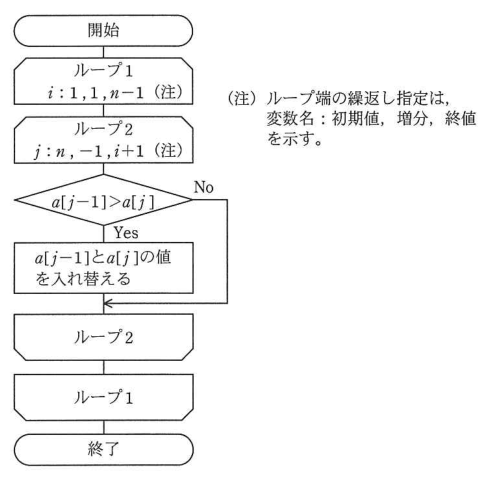 開始
ループ1
i:1,1,n−1(注)
(注)ループ端の繰返し指定は,
変数名:初期値,増分,終値
を示す。
ループ2
j:n,−1,i+1(注)
a[j−1]>a[j]
No
Yes
a[j−1]とa[j]の値
を入れ替える
ループ2
ループ1
終了